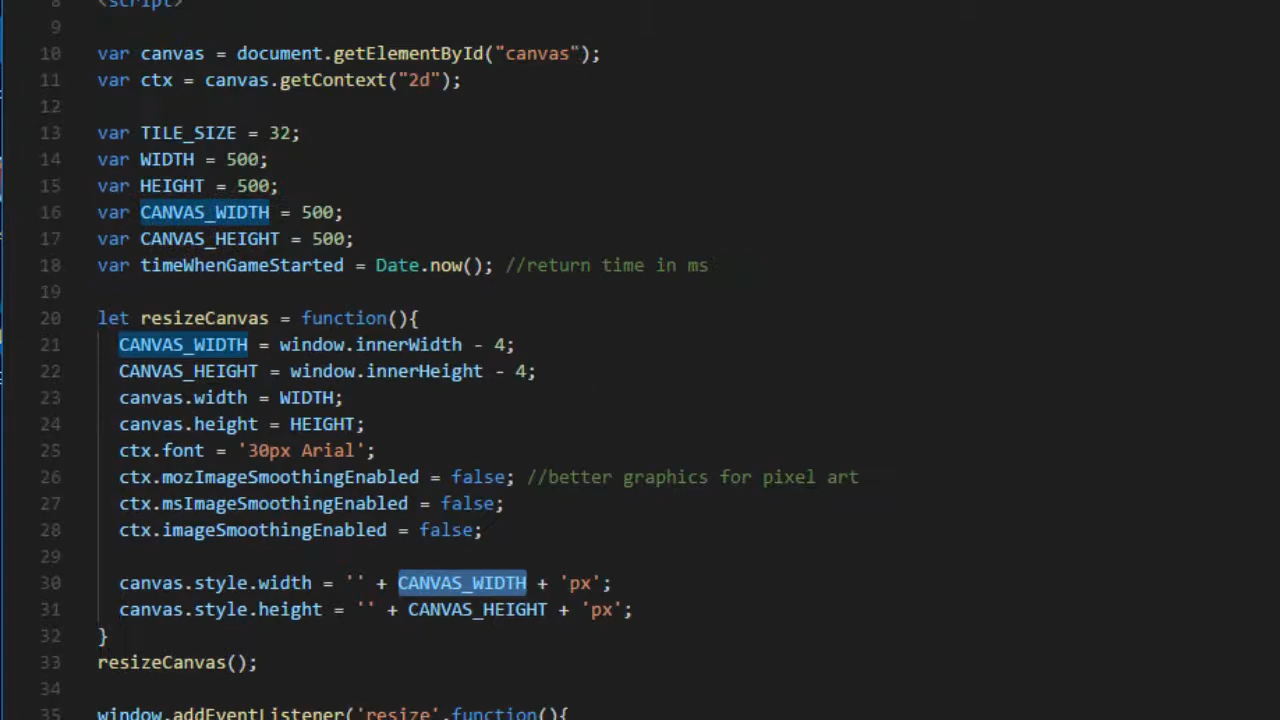 8 <script>
9
10 var canvas = document.getElementById("canvas");
11 var ctx = canvas.getContext("2d");
12
13 var TILE_SIZE = 32;
14 var WIDTH = 500;
15 var HEIGHT = 500;
16 var CANVAS_WIDTH = 500;
17 var CANVAS_HEIGHT = 500;
18 var timeWhenGameStarted = Date.now(); //return time in ms
19
20 let resizeCanvas = function(){
21 CANVAS_WIDTH = window.innerWidth - 4;
22 CANVAS_HEIGHT = window.innerHeight - 4;
23 canvas.width = WIDTH;
24 canvas.height = HEIGHT;
25 ctx.font = '30px Arial';
26 ctx.mozImageSmoothingEnabled = false; //better graphics for pixel art
27 ctx.msImageSmoothingEnabled = false;
28 ctx.imageSmoothingEnabled = false;
29
30 canvas.style.width = '' + CANVAS_WIDTH + 'px';
31 canvas.style.height = '' + CANVAS_HEIGHT + 'px';
32 }
33 resizeCanvas();
34
35 window.addEventListener('resize',function(){